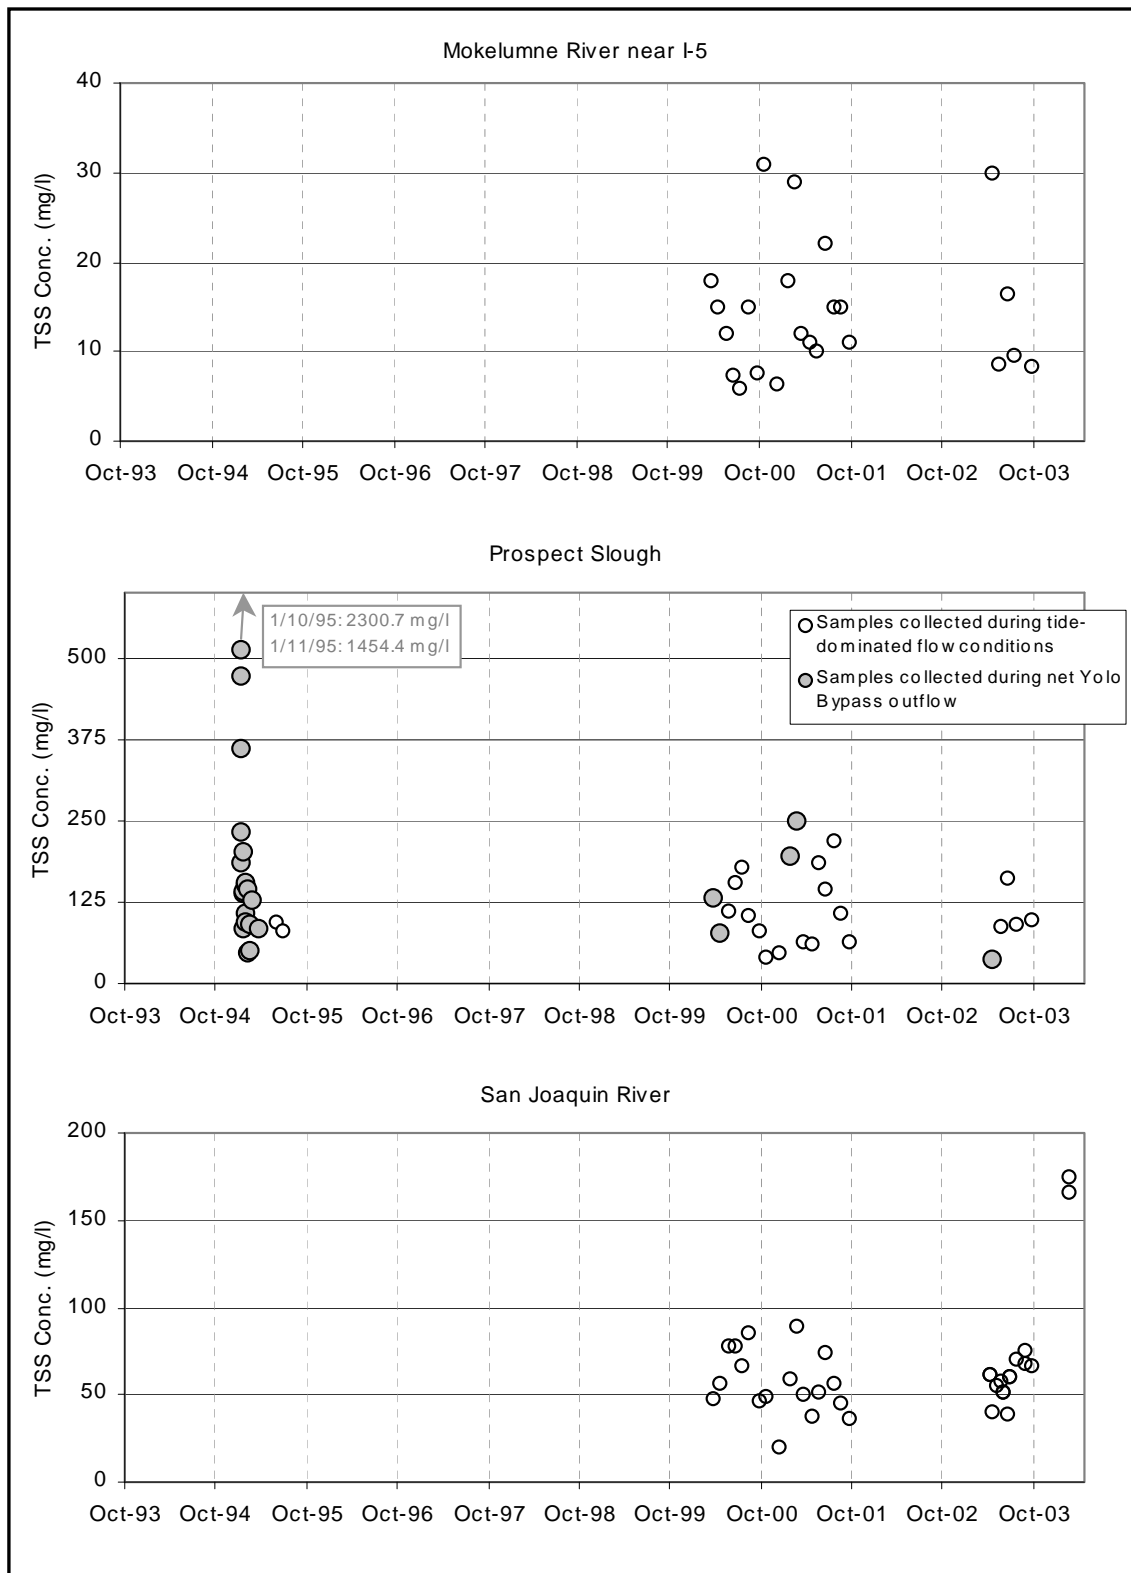 Mokelumne River near I-5
40
30
20
10
0
TSS Conc. (mg/l)
Oct-93 Oct-94 Oct-95 Oct-96 Oct-97 Oct-98 Oct-99 Oct-00 Oct-01 Oct-02 Oct-03
Prospect Slough
1/10/95: 2300.7 mg/l
1/11/95: 1454.4 mg/l
Samples collected during tide-
dominated flow conditions
Samples collected during net Yolo
Bypass outflow
500
375
250
125
0
TSS Conc. (mg/l)
Oct-93 Oct-94 Oct-95 Oct-96 Oct-97 Oct-98 Oct-99 Oct-00 Oct-01 Oct-02 Oct-03
San Joaquin River
200
150
100
50
0
TSS Conc. (mg/l)
Oct-93 Oct-94 Oct-95 Oct-96 Oct-97 Oct-98 Oct-99 Oct-00 Oct-01 Oct-02 Oct-03